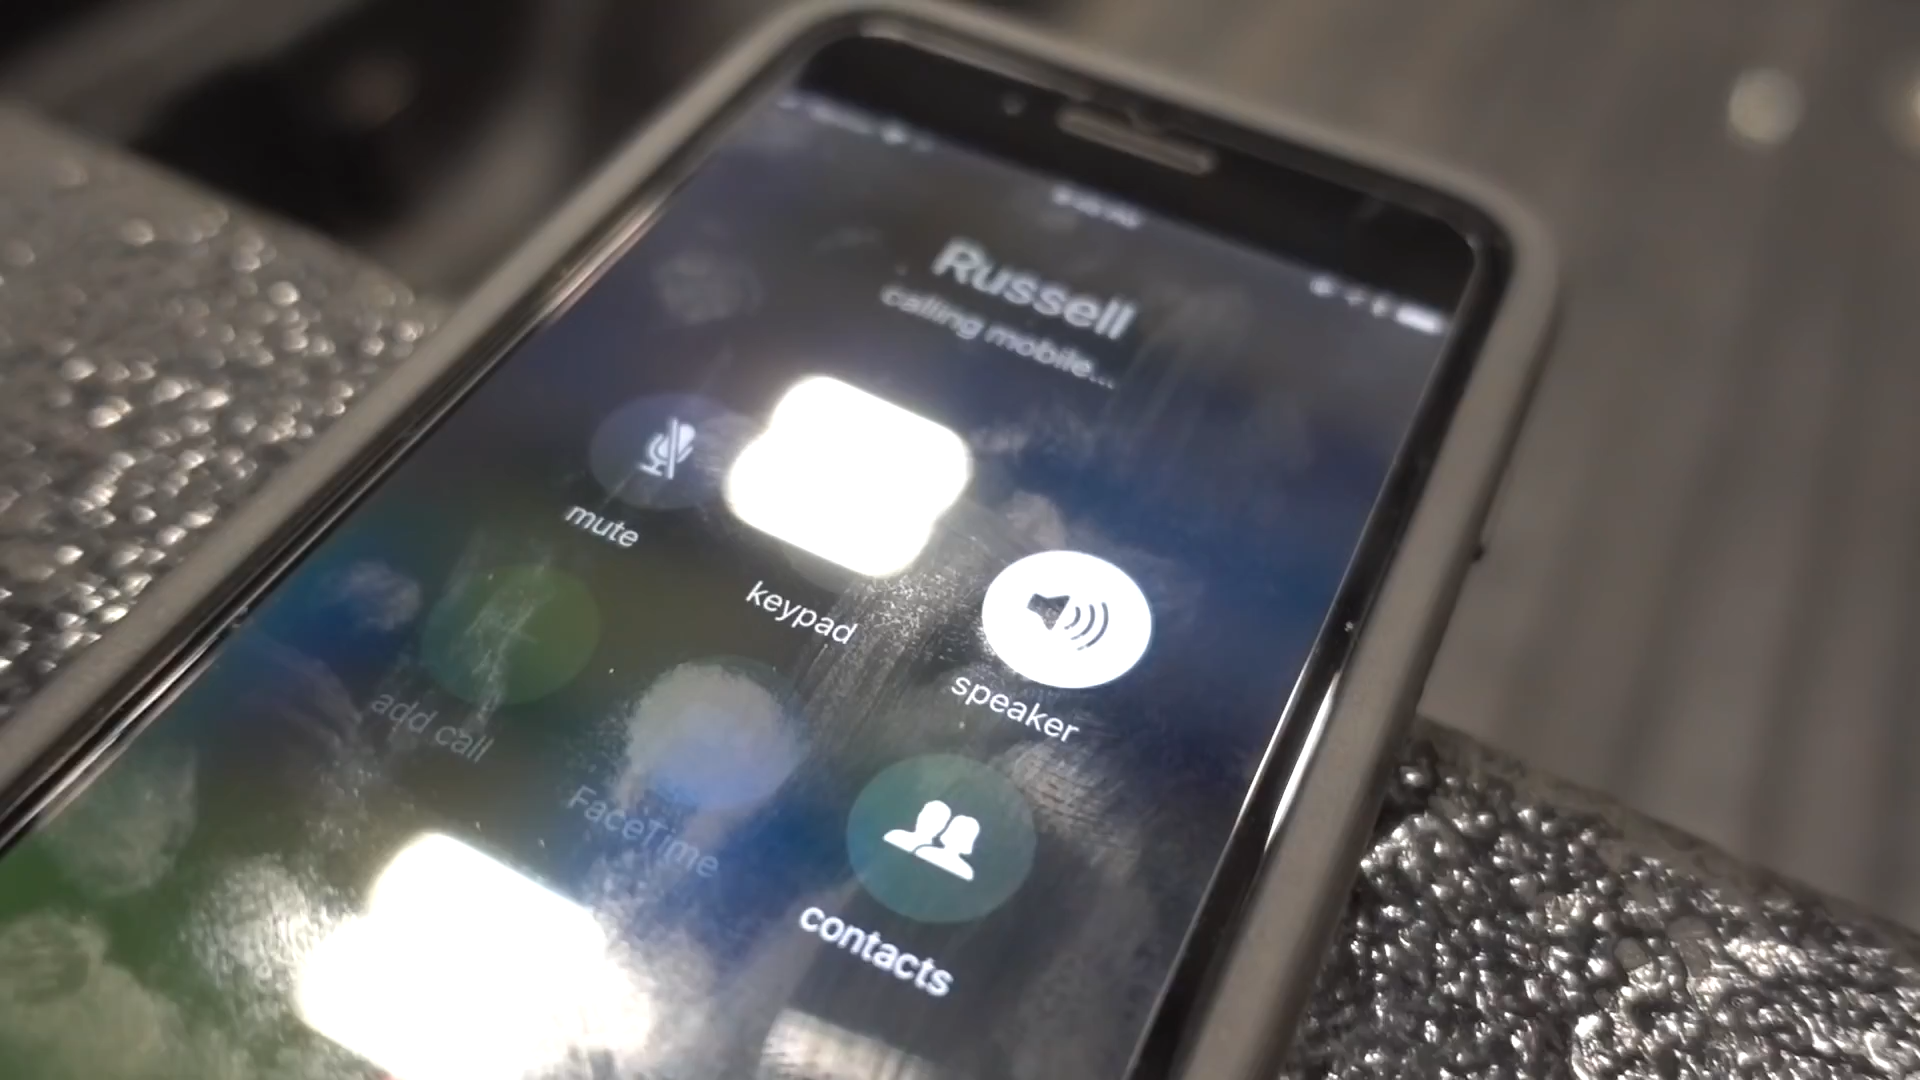 Russell
calling mobile...
mute
keypad
speaker
add call
FaceTime
contacts